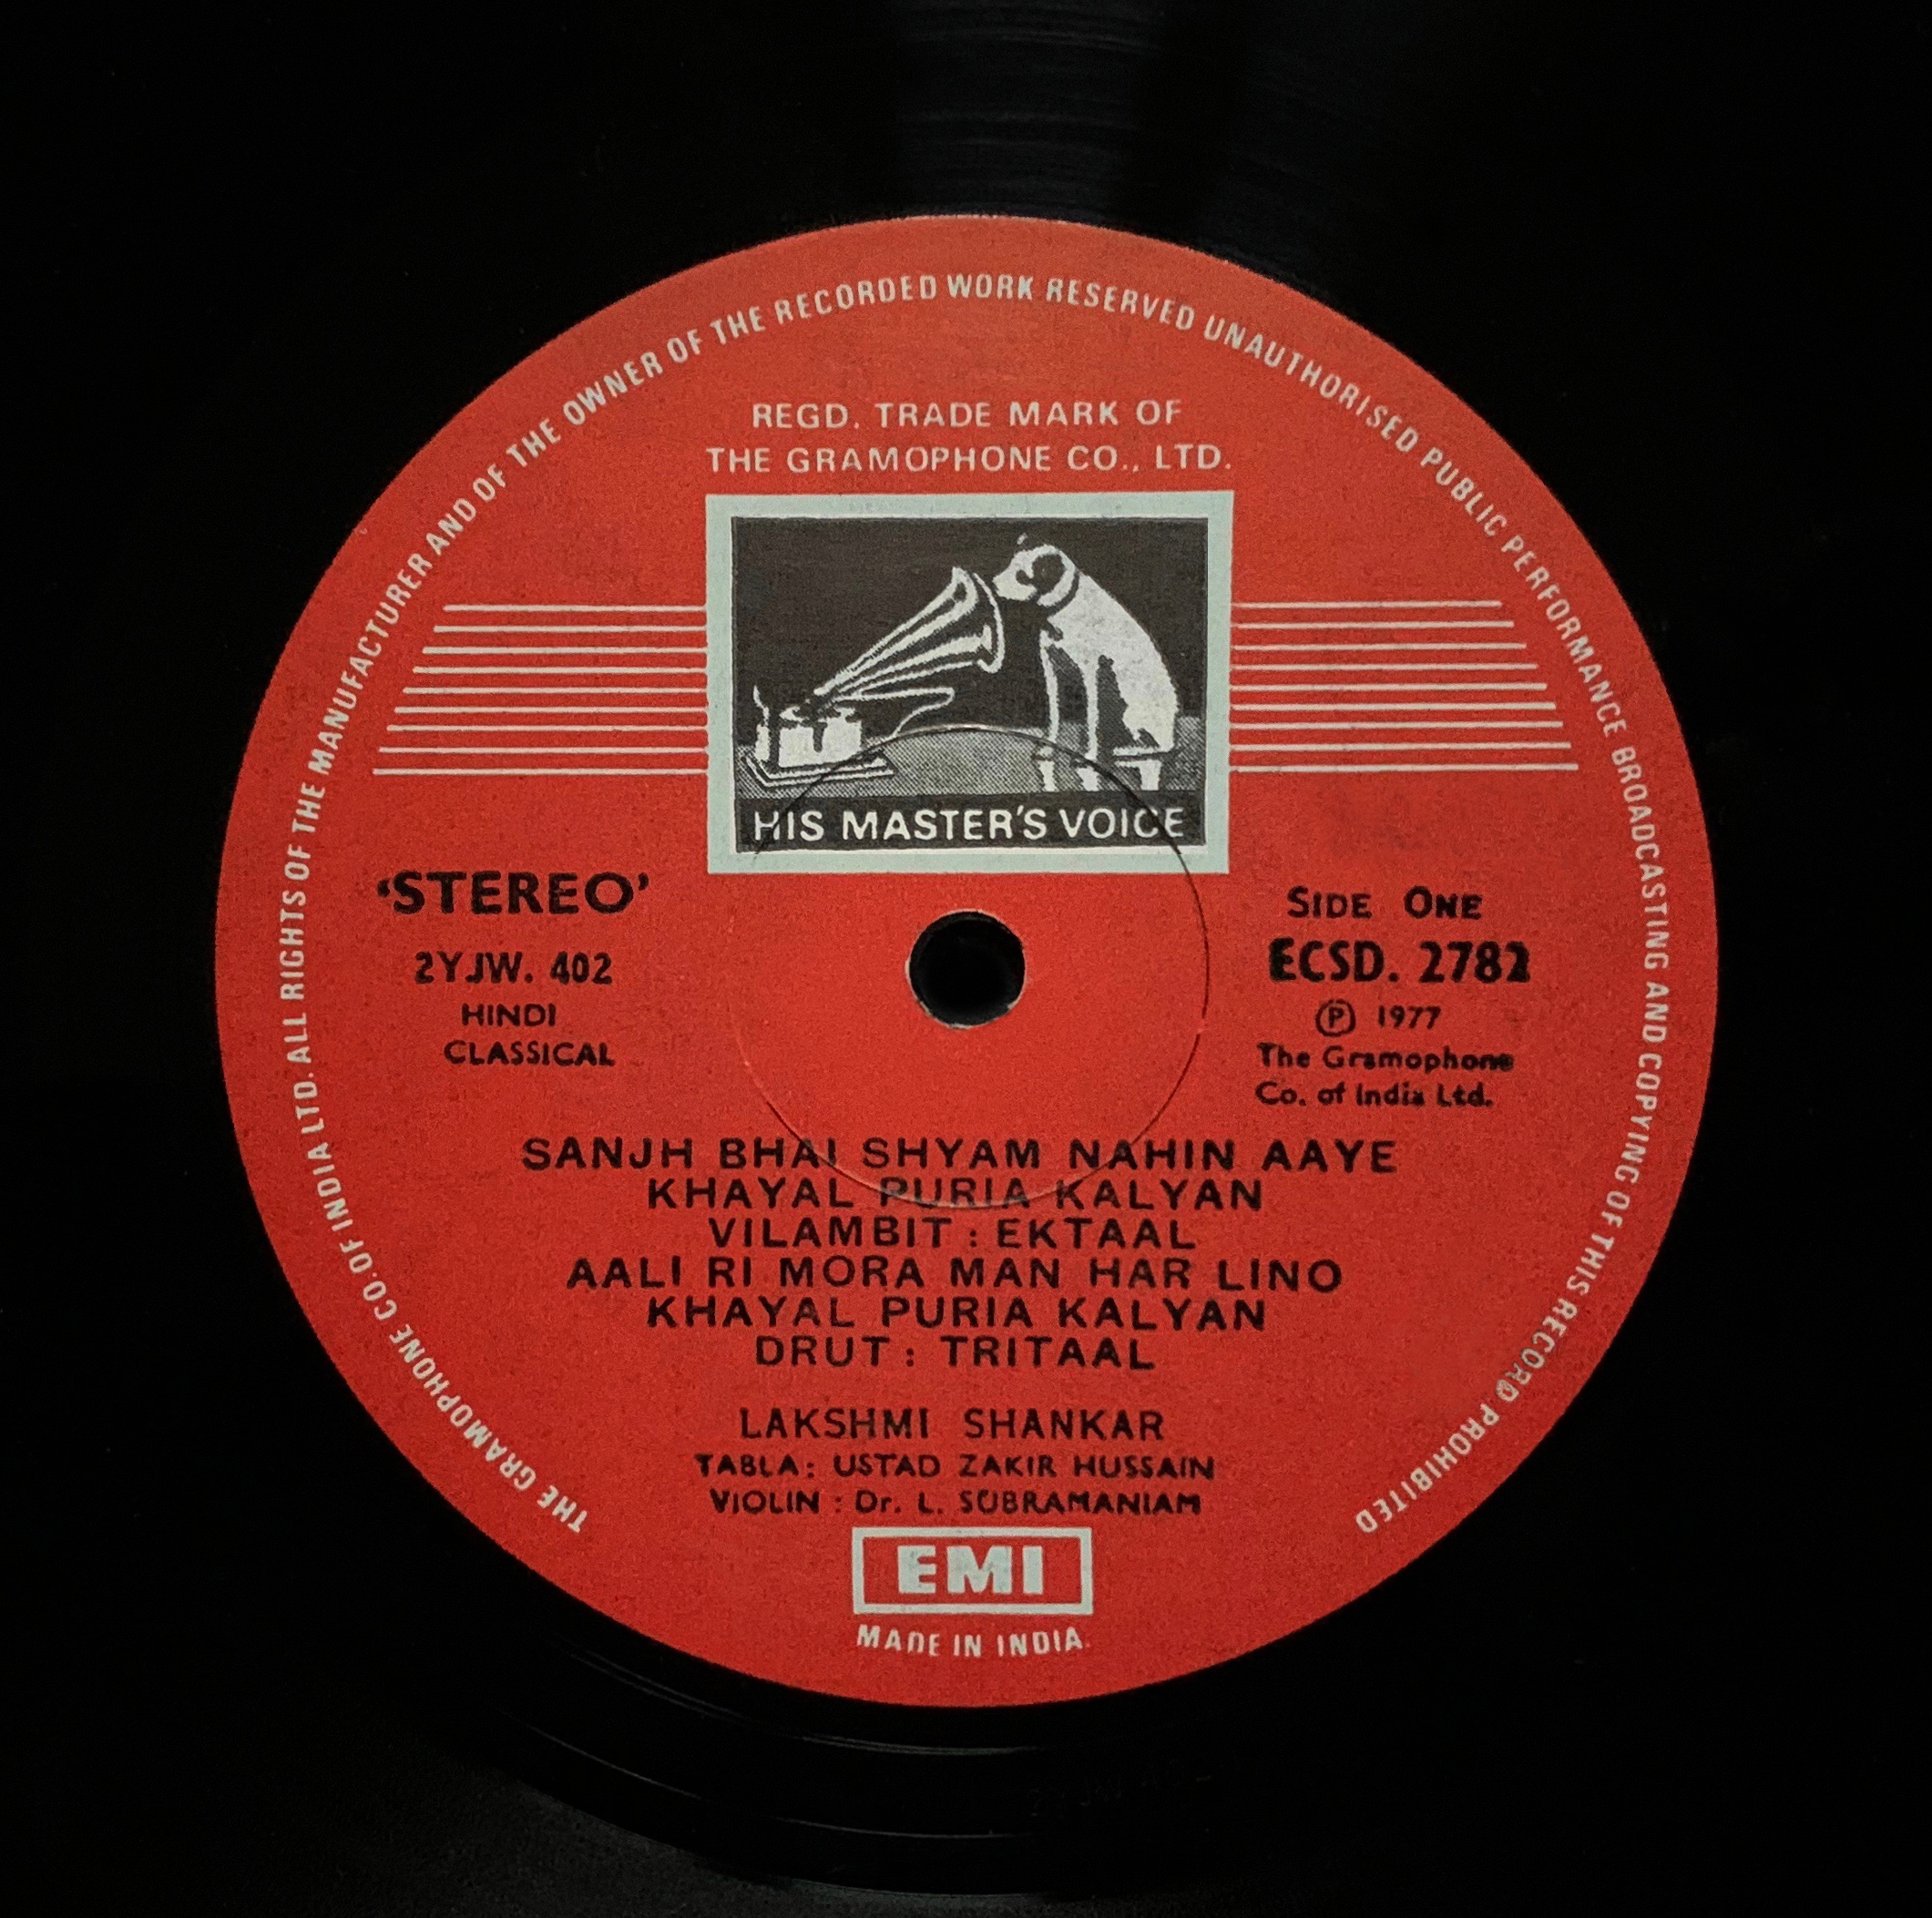 THE GRAMOPHONE CO. OF INDIA LTD. ALL RIGHTS OF THE MANUFACTURER AND OF THE OWNER OF THE RECORDED WORK RESERVED UNAUTHORISED PUBLIC PERFORMANCE BROADCASTING AND COPYING OF THIS RECORD PROHIBITED
REGD. TRADE MARK OF
THE GRAMOPHONE CO., LTD.
HIS MASTER'S VOICE
'STEREO'
2YJW. 402
HINDI
CLASSICAL
SIDE ONE
ECSD. 2782
Ⓟ 1977
The Gramophone
Co. of India Ltd.
SANJH BHAI SHYAM NAHIN AAYE
KHAYAL PURIA KALYAN
VILAMBIT : EKTAAL
AALI RI MORA MAN HAR LINO
KHAYAL PURIA KALYAN
DRUT : TRITAAL
LAKSHMI SHANKAR
TABLA: USTAD ZAKIR HUSSAIN
VIOLIN : Dr. L. SUBRAMANIAM
EMI
MADE IN INDIA